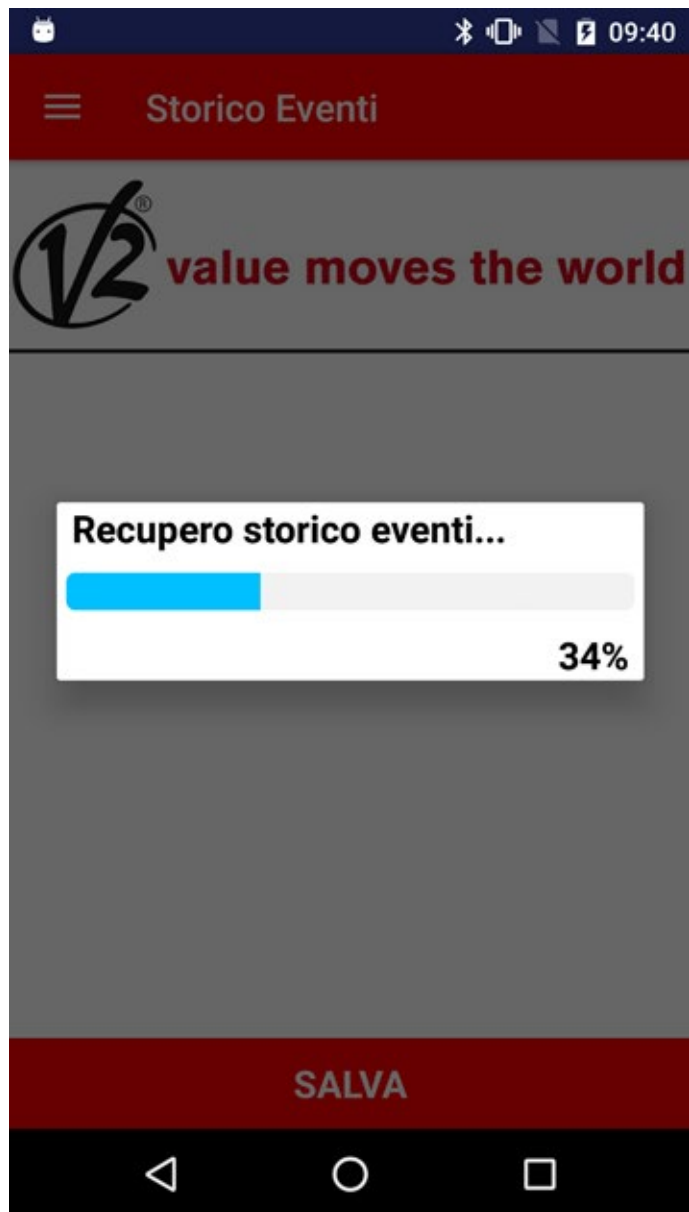 09:40
Storico Eventi
V2® value moves the world
Recupero storico eventi...
34%
SALVA